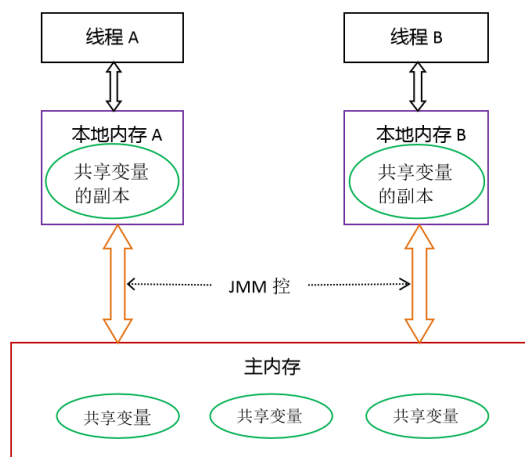 线程 A
线程 B
本地内存 A
本地内存 B
共享变量
的副本
共享变量
的副本
JMM 控
主内存
共享变量
共享变量
共享变量